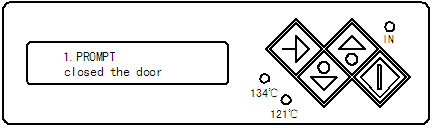 1.PROMPT
closed the door
IN
134℃
121℃